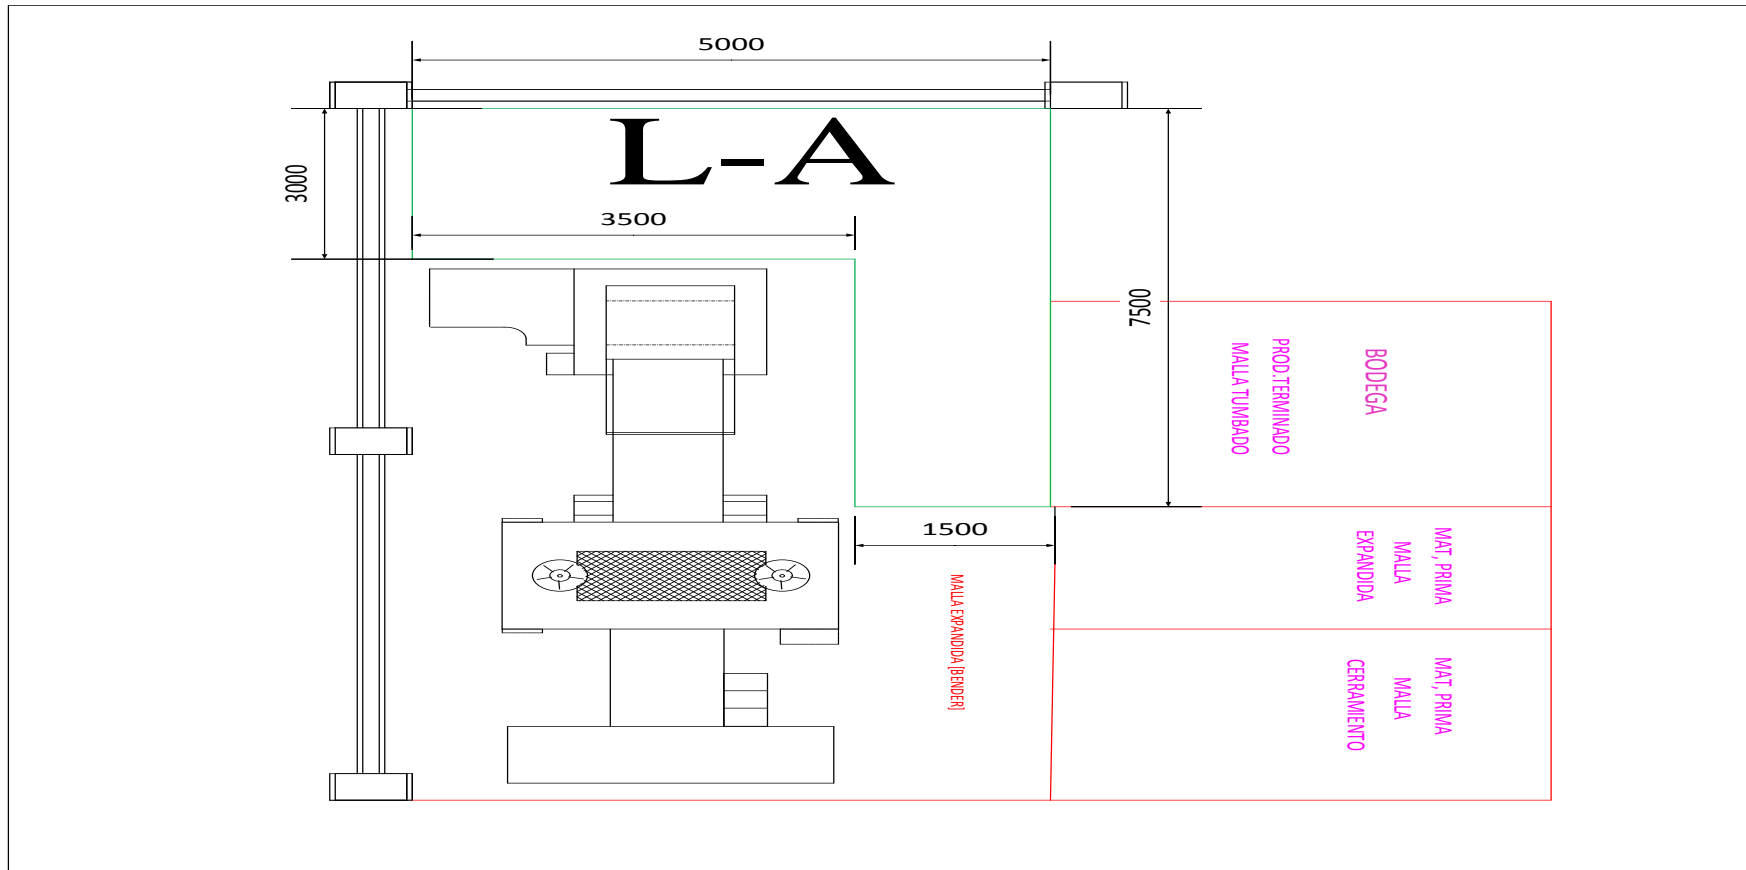 5000
L-A
3000
3500
7500
BODEGA
PROD.TERMINADO
MALLA TUMBADO
1500
MAT, PRIMA
MALLA
EXPANDIDA
MALLA EXPANDIDA [BENDER]
MAT, PRIMA
MALLA
CERRAMIENTO